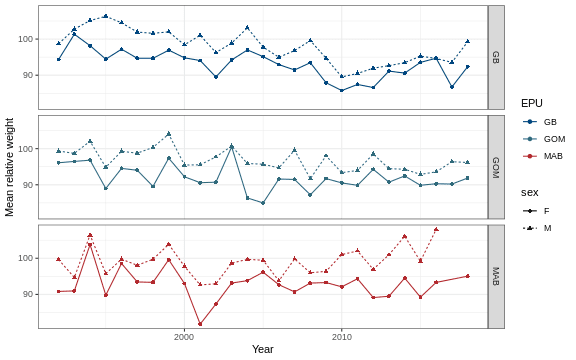 100
90
GB
100
90
GOM
100
90
MAB
Mean relative weight
2000
2010
Year
EPU
GB
GOM
MAB
sex
F
M